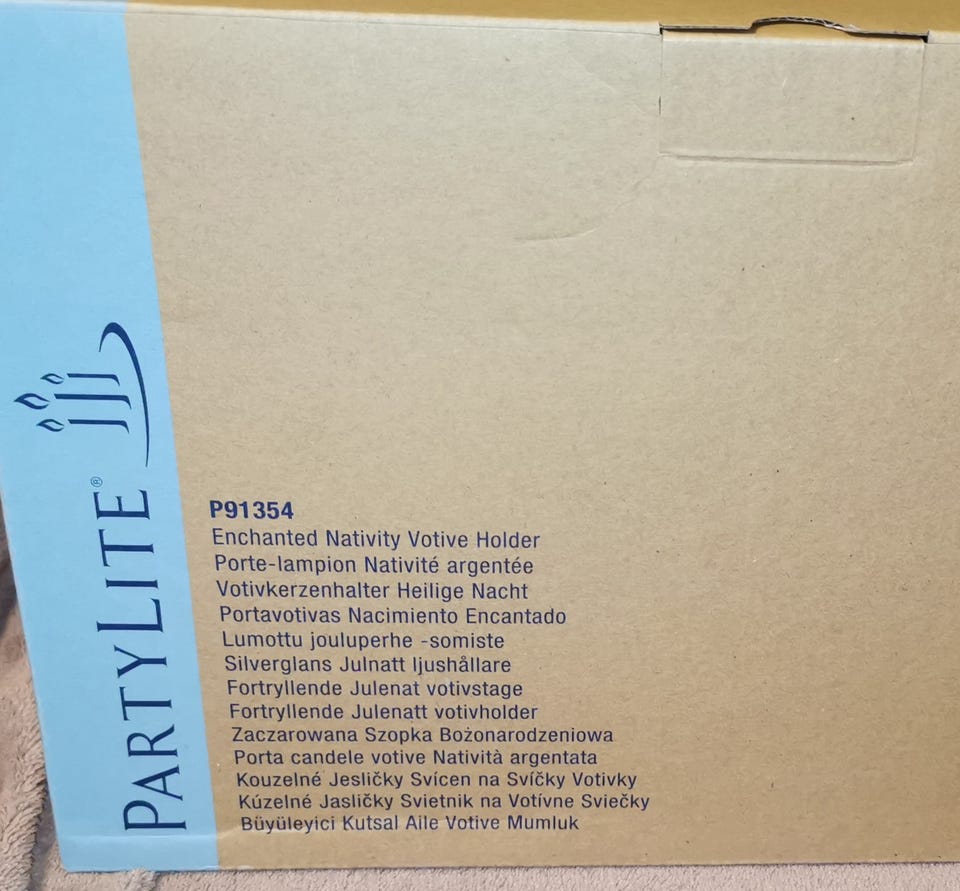 PARTYLITE®
P91354
Enchanted Nativity Votive Holder
Porte-lampion Nativité argentée
Votivkerzenhalter Heilige Nacht
Portavotivas Nacimiento Encantado
Lumottu jouluperhe -somiste
Silverglans Julnatt ljushållare
Fortryllende Julenat votivstage
Fortryllende Julenatt votivholder
Zaczarowana Szopka Bożonarodzeniowa
Porta candele votive Natività argentata
Kouzelné Jesličky Svícen na Svíčky Votivky
Kúzelné Jasličky Svietnik na Votívne Sviečky
Büyüleyici Kutsal Aile Votive Mumluk